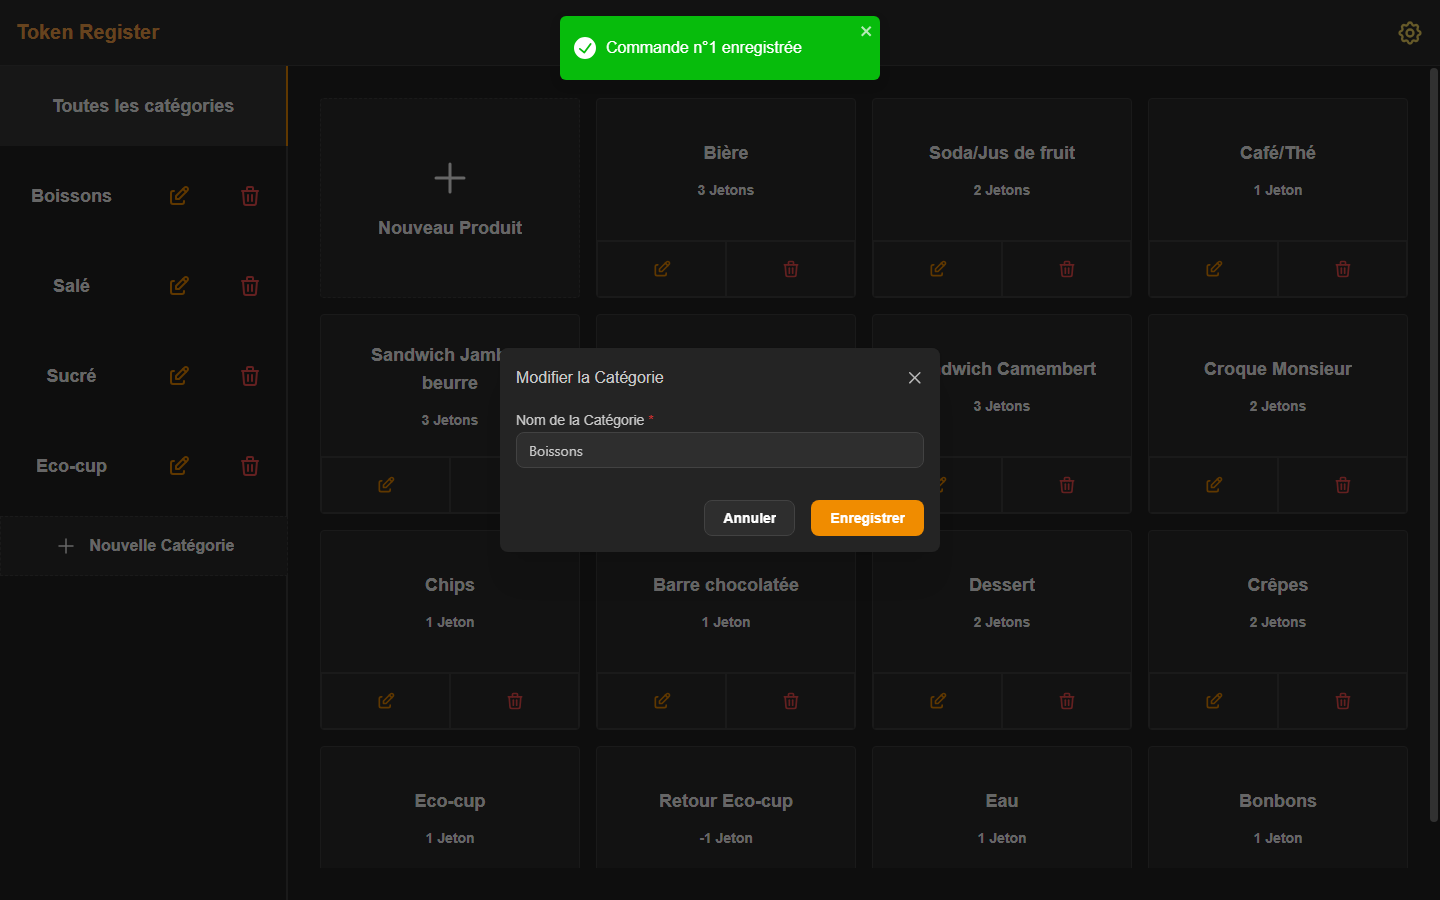 Token Register
Commande n°1 enregistrée
Toutes les catégories
Boissons
Salé
Sucré
Eco-cup
Nouvelle Catégorie
Nouveau Produit
Bière
3 Jetons
Soda/Jus de fruit
2 Jetons
Café/Thé
1 Jeton
Sandwich Jamb
beurre
3 Jetons
dwich Camembert
3 Jetons
Croque Monsieur
2 Jetons
Modifier la Catégorie
Nom de la Catégorie *
Boissons
Annuler
Enregistrer
Chips
1 Jeton
Barre chocolatée
1 Jeton
Dessert
2 Jetons
Crêpes
2 Jetons
Eco-cup
1 Jeton
Retour Eco-cup
-1 Jeton
Eau
1 Jeton
Bonbons
1 Jeton